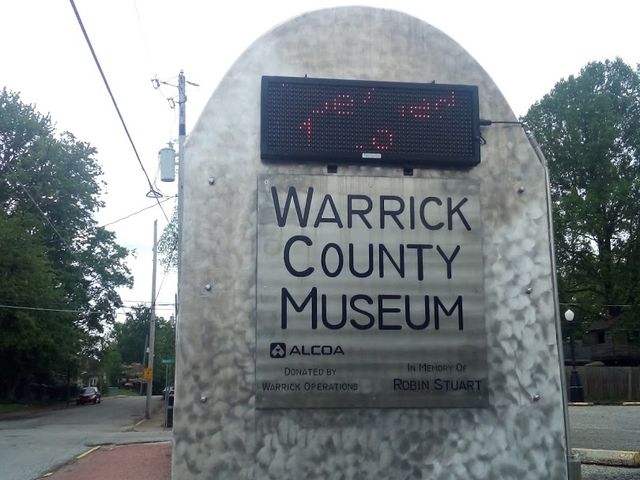 WARRICK
COUNTY
MUSEUM
ALCOA
DONATED BY
WARRICK OPERATIONS
IN MEMORY OF
ROBIN STUART